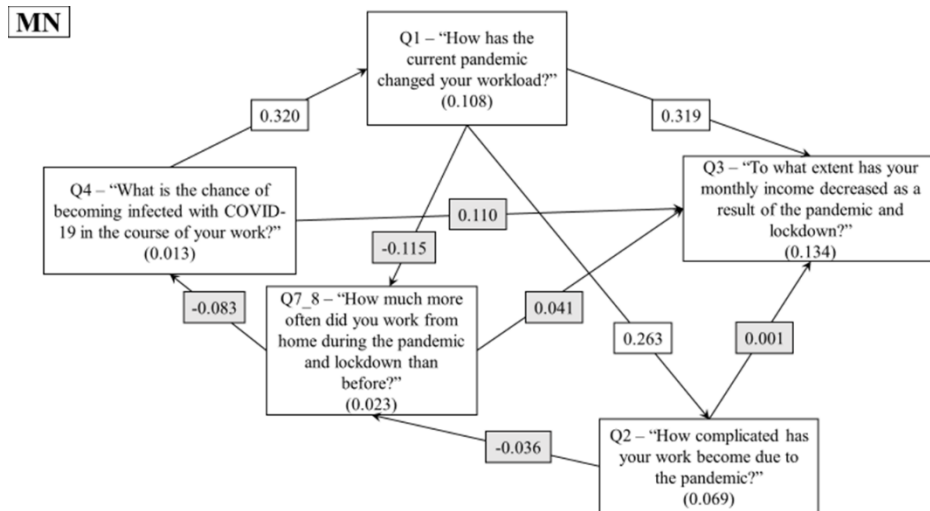 MN
Q1 – “How has the
current pandemic
changed your workload?”
(0.108)
0.320
0.319
Q4 – “What is the chance of
becoming infected with COVID-
19 in the course of your work?”
(0.013)
Q3 – “To what extent has your
monthly income decreased as a
result of the pandemic and
lockdown?”
(0.134)
0.110
-0.115
-0.083
Q7_8 – “How much more
often did you work from
home during the pandemic
and lockdown than
before?”
(0.023)
0.041
0.263
0.001
-0.036
Q2 – “How complicated has
your work become due to
the pandemic?”
(0.069)